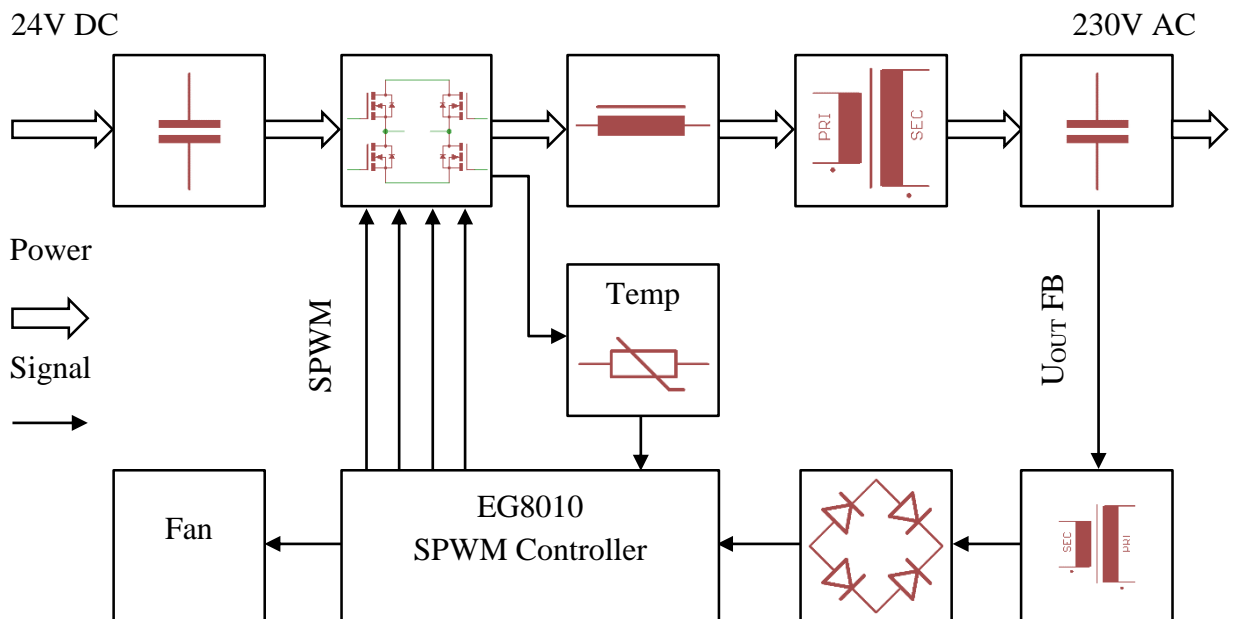 24V DC
230V AC
PRI
SEC
Power
Signal
SPWM
Temp
UOUT FB
Fan
EG8010
SPWM Controller
SEC
PRI